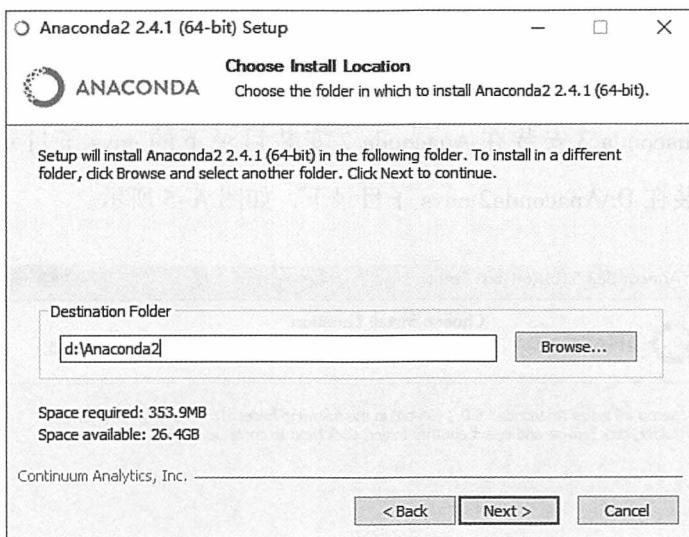 Anaconda2 2.4.1 (64-bit) Setup
ANACONDA
Choose Install Location
Choose the folder in which to install Anaconda2 2.4.1 (64-bit).
Setup will install Anaconda2 2.4.1 (64-bit) in the following folder. To install in a different
folder, click Browse and select another folder. Click Next to continue.
Destination Folder
d:\Anaconda2
Browse...
Space required: 353.9MB
Space available: 26.4GB
Continuum Analytics, Inc.
< Back
Next >
Cancel